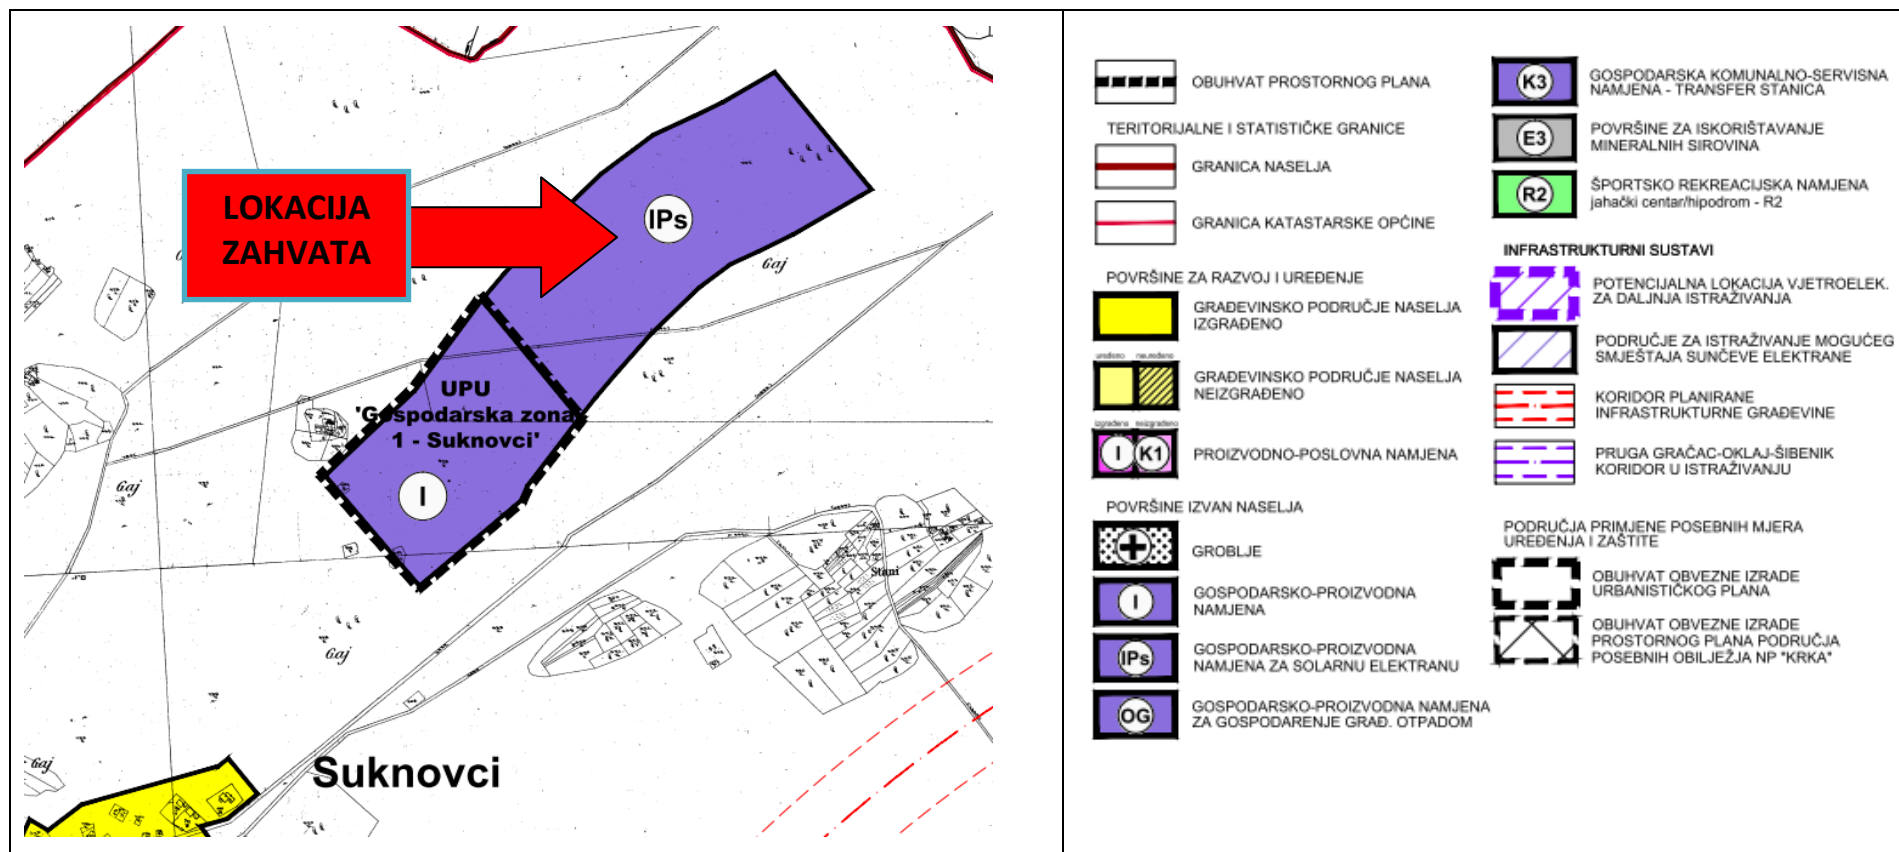 LOKACIJA
ZAHVATA
IPs
Gaj
UPU
'Gospodarska zona
1 - Suknovci'
I
Gaj
Stani
Gaj
Gaj
Suknovci
OBUHVAT PROSTORNOG PLANA
TERITORIJALNE I STATISTIČKE GRANICE
GRANICA NASELJA
GRANICA KATASTARSKE OPĆINE
POVRŠINE ZA RAZVOJ I UREĐENJE
GRAĐEVINSKO PODRUČJE NASELJA
IZGRAĐENO
uređeno neuređeno
GRAĐEVINSKO PODRUČJE NASELJA
NEIZGRAĐENO
izgrađeno neizgrađeno
I K1
PROIZVODNO-POSLOVNA NAMJENA
POVRŠINE IZVAN NASELJA
GROBLJE
I
GOSPODARSKO-PROIZVODNA
NAMJENA
IPs
GOSPODARSKO-PROIZVODNA
NAMJENA ZA SOLARNU ELEKTRANU
OG
GOSPODARSKO-PROIZVODNA NAMJENA
ZA GOSPODARENJE GRAĐ. OTPADOM
K3
GOSPODARSKA KOMUNALNO-SERVISNA
NAMJENA - TRANSFER STANICA
E3
POVRŠINE ZA ISKORIŠTAVANJE
MINERALNIH SIROVINA
R2
ŠPORTSKO REKREACIJSKA NAMJENA
jahački centar/hipodrom - R2
INFRASTRUKTURNI SUSTAVI
POTENCIJALNA LOKACIJA VJETROELEK.
ZA DALJNJA ISTRAŽIVANJA
PODRUČJE ZA ISTRAŽIVANJE MOGUĆEG
SMJEŠTAJA SUNČEVE ELEKTRANE
KORIDOR PLANIRANE
INFRASTRUKTURNE GRAĐEVINE
PRUGA GRAČAC-OKLAJ-ŠIBENIK
KORIDOR U ISTRAŽIVANJU
PODRUČJA PRIMJENE POSEBNIH MJERA
UREĐENJA I ZAŠTITE
OBUHVAT OBVEZNE IZRADE
URBANISTIČKOG PLANA
OBUHVAT OBVEZNE IZRADE
PROSTORNOG PLANA PODRUČJA
POSEBNIH OBILJEŽJA NP "KRKA"